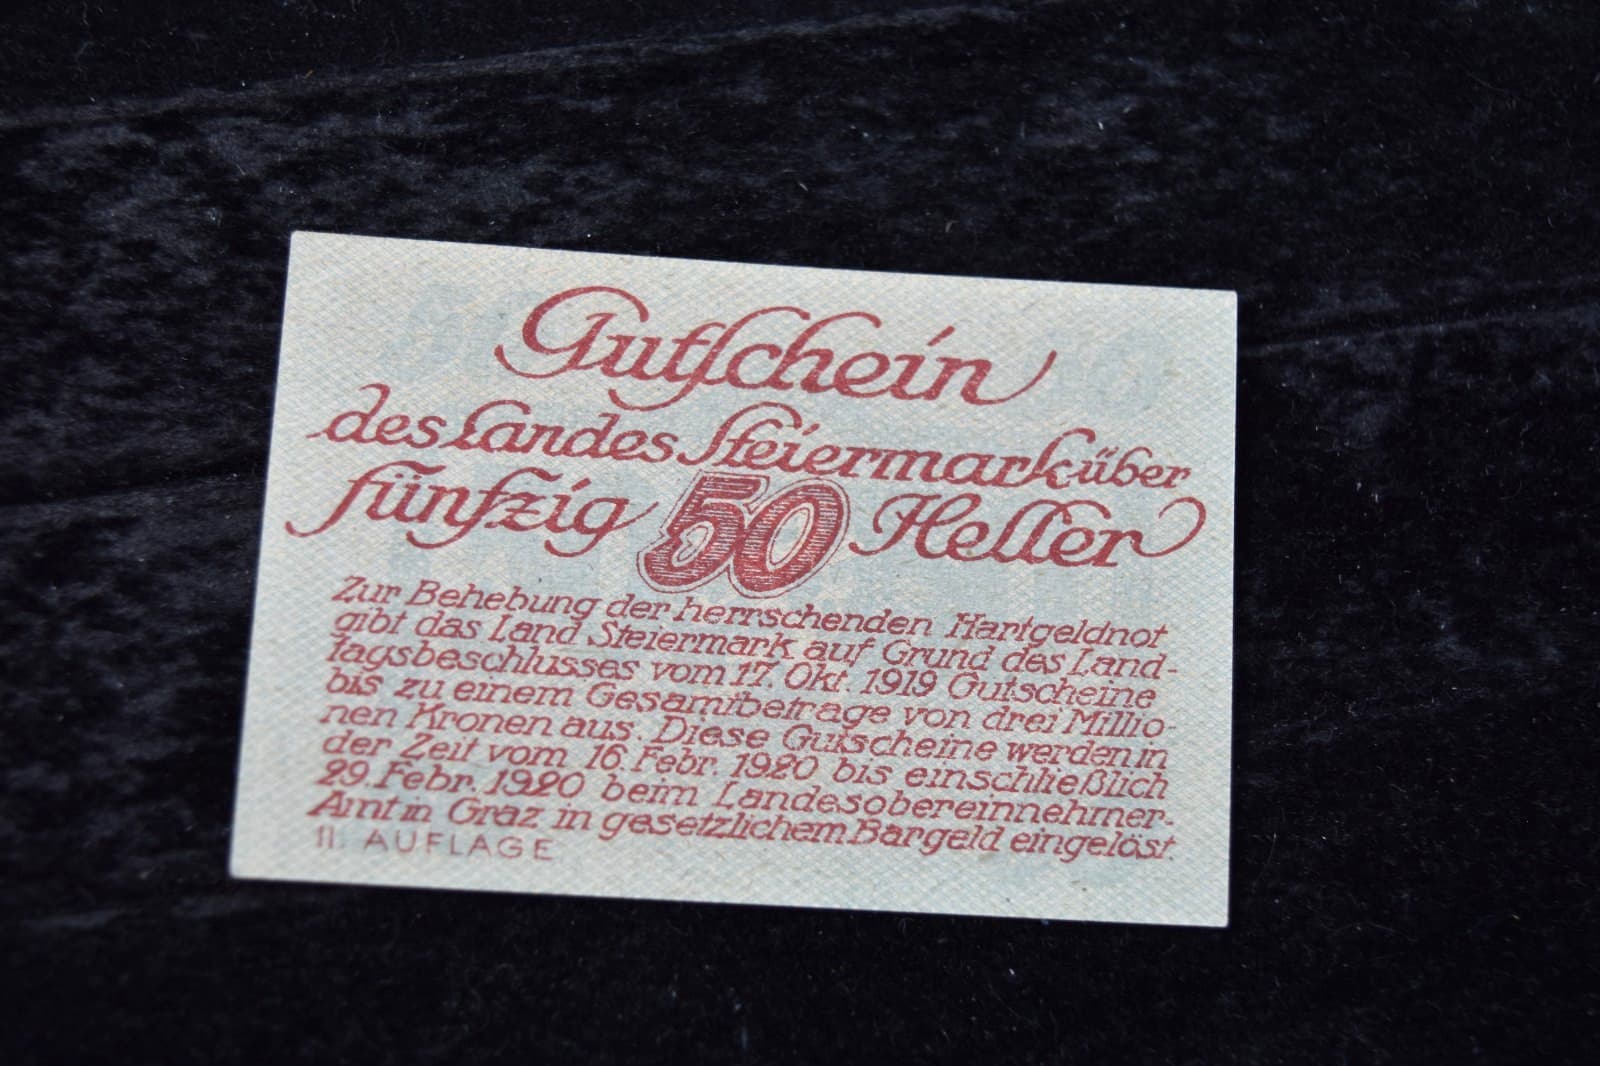 Gutschein
des Landes Steiermark über
fünfzig 50 Heller
Zur Behebung der herrschenden Hartgeldnot
gibt das Land Steiermark auf Grund des Land-
tagsbeschlusses vom 17. Okt. 1919 Gutscheine
bis zu einem Gesamtbetrage von drei Millio-
nen Kronen aus. Diese Gutscheine werden in
der Zeit vom 16. Febr. 1920 bis einschließlich
29. Febr. 1920 beim Landesobereinnehmer-
Amt in Graz in gesetzlichem Bargeld eingelöst.
II. AUFLAGE